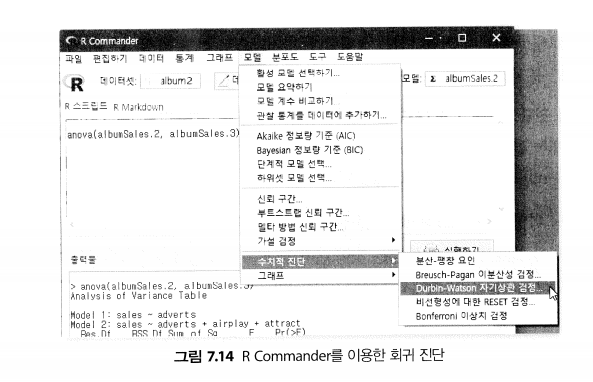 R Commander
파일 편집하기 데이터 통계 그래프 모델 분포도 도구 도움말
R 데이터셋: album2 데 모델: Σ albumSales.2
R 스크립트 R Markdown
anova(albumSales.2, albumSales.3)
활성 모델 선택하기...
모델 요약하기
모델 계수 비교하기...
관찰 통계를 데이터에 추가하기...
Akaike 정보량 기준 (AIC)
Bayesian 정보량 기준 (BIC)
단계적 모델 선택...
하위셋 모델 선택...
신뢰 구간...
부트스트랩 신뢰 구간...
델타 방법 신뢰 구간...
가설 검정
수치적 진단
그래프
실행하기
분산-팽창 요인
Breusch-Pagan 이분산성 검정...
Durbin-Watson 자기상관 검정...
비선형성에 대한 RESET 검정...
Bonferroni 이상치 검정
출력물
> anova(albumSales.2, albumSales.3)
Analysis of Variance Table
Model 1: sales ~ adverts
Model 2: sales ~ adverts + airplay + attract
Res.Df RSS Df Sum of Sq F Pr(>F)
그림 7.14 R Commander를 이용한 회귀 진단